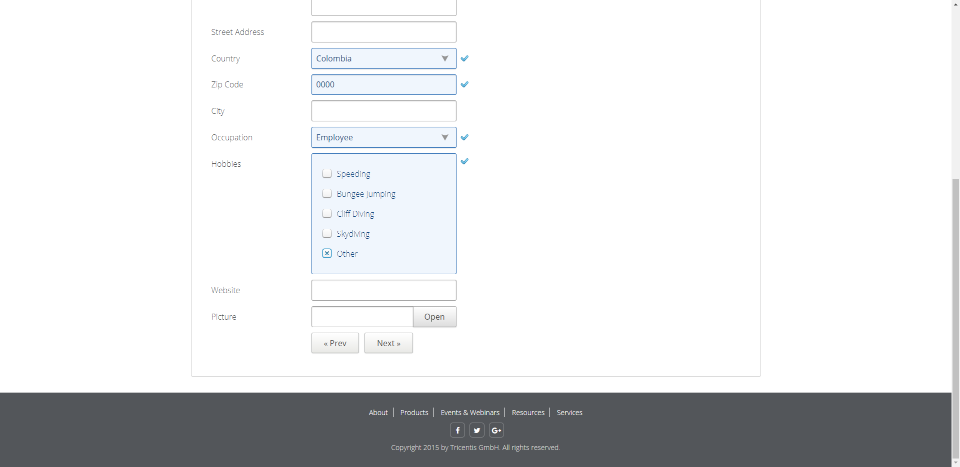 Street Address
Country Colombia
Zip Code 0000
City
Occupation Employee
Hobbies
Speeding
Bungee Jumping
Cliff Diving
Skydiving
Other
Website
Picture Open
« Prev Next »
About Products Events & Webinars Resources Services
f G+
Copyright 2015 by Tricentis GmbH. All rights reserved.